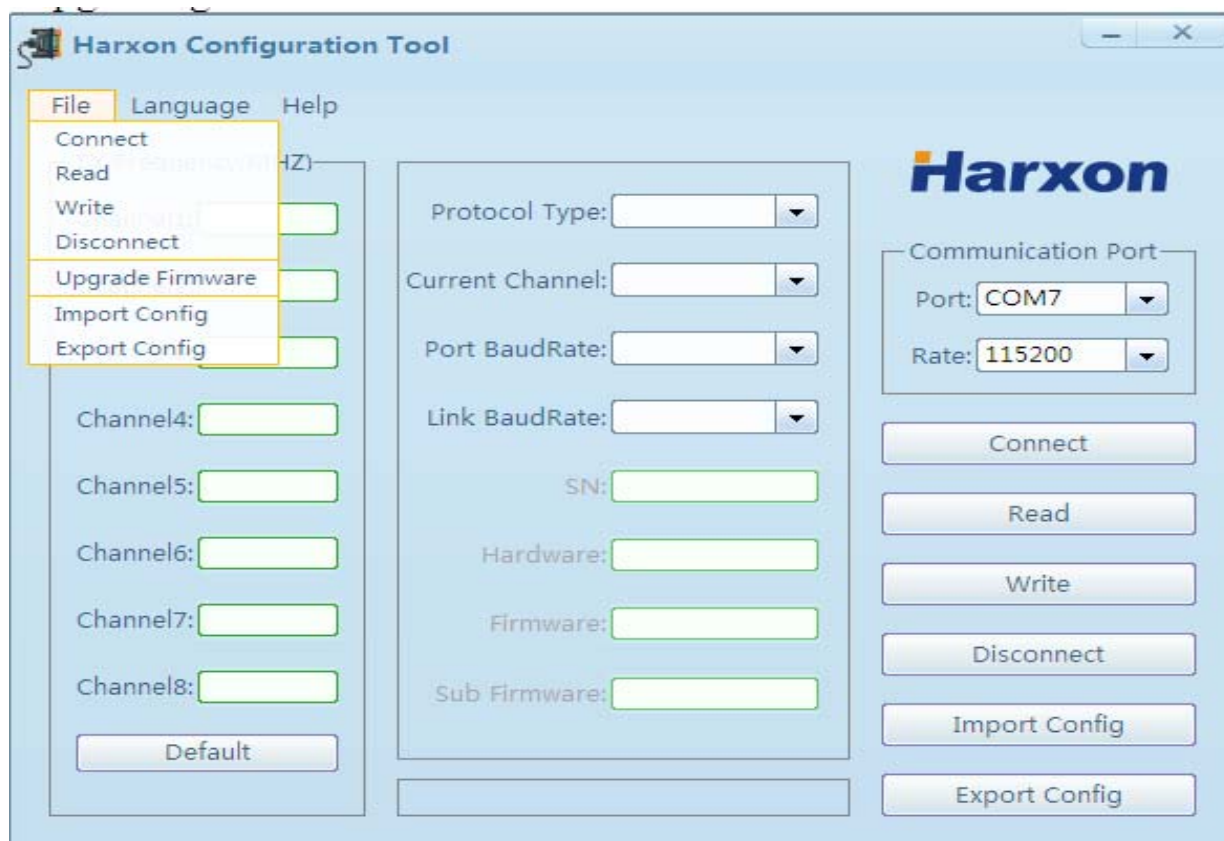 Harxon Configuration Tool
File Language Help
Connect
Read
Write
Disconnect
Upgrade Firmware
Import Config
Export Config
HZ)
Channel4:
Channel5:
Channel6:
Channel7:
Channel8:
Default
Protocol Type:
Current Channel:
Port BaudRate:
Link BaudRate:
SN:
Hardware:
Firmware:
Sub Firmware:
Harxon
Communication Port
Port: COM7
Rate: 115200
Connect
Read
Write
Disconnect
Import Config
Export Config